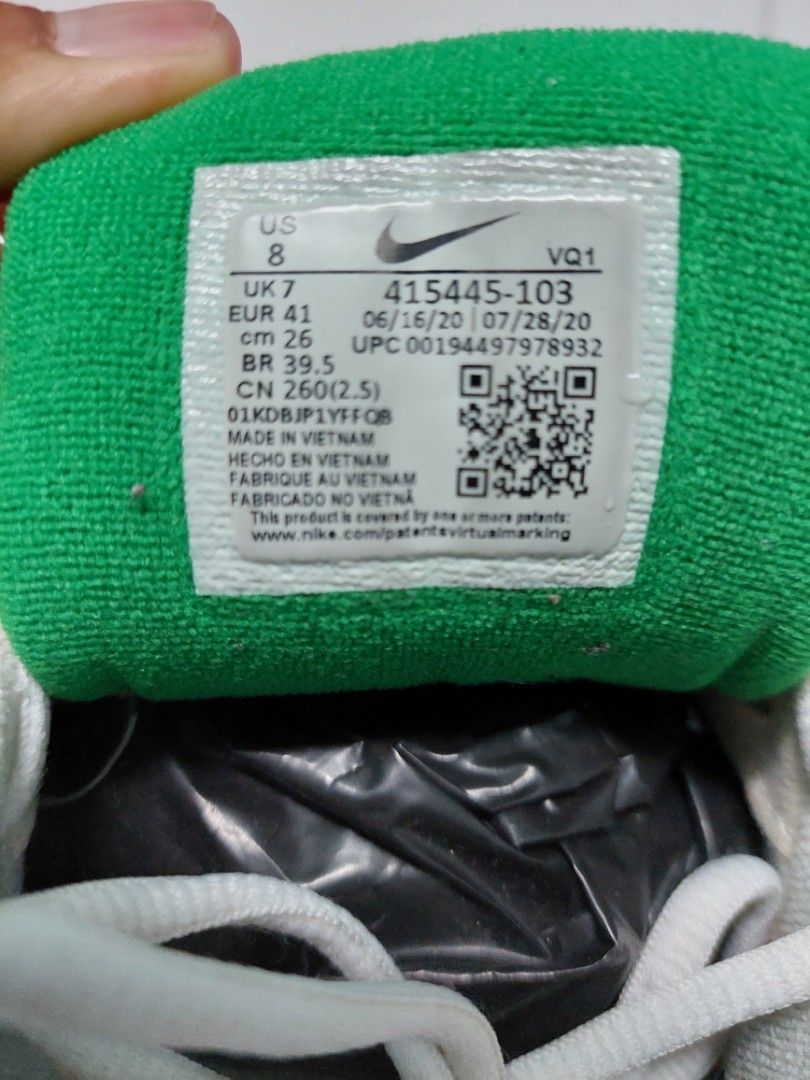 US
8 VQ1
UK 7 415445-103
EUR 41 06/16/20 | 07/28/20
cm 26 UPC 00194497978932
BR 39.5
CN 260(2.5)
01KDBJP1YFFQB
MADE IN VIETNAM
HECHO EN VIETNAM
FABRIQUE AU VIETNAM
FABRICADO NO VIETNÃ
This product is covered by one or more patents:
www.nike.com/patentsvirtualmarking